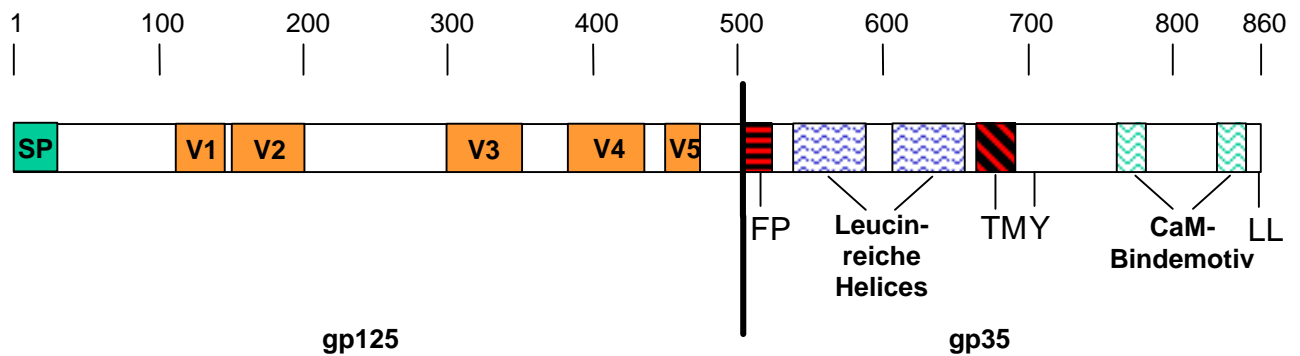 1 100 200 300 400 500 600 700 800 860
SP V1 V2 V3 V4 V5
FP Leucin- TM Y CaM- LL
reiche Bindemotiv
Helices
gp125 gp35